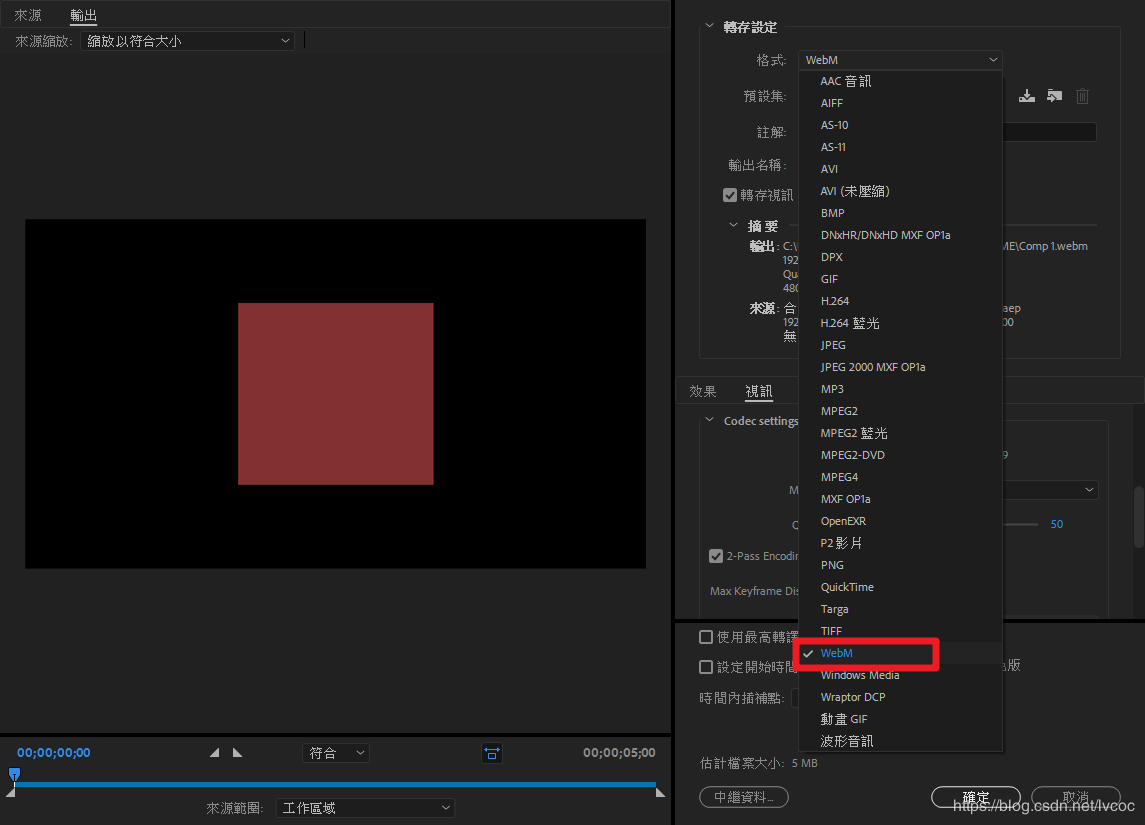 來源 輸出
來源縮放: 縮放以符合大小
00;00;00;00 符合 00;00;05;00
來源範圍: 工作區域
轉存設定
格式: WebM
預設集:
註解:
輸出名稱:
轉存視訊
摘要
輸出: C:\ ME\Comp 1.webm
192
Qua
480
來源: 合 aep
192 00
無
AAC 音訊
AIFF
AS-10
AS-11
AVI
AVI (未壓縮)
BMP
DNxHR/DNxHD MXF OP1a
DPX
GIF
H.264
H.264 藍光
JPEG
JPEG 2000 MXF OP1a
MP3
MPEG2
MPEG2 藍光
MPEG2-DVD
MPEG4
MXF OP1a
OpenEXR
P2 影片
PNG
QuickTime
Targa
TIFF
WebM
Windows Media
Wraptor DCP
動畫 GIF
波形音訊
效果 視訊
Codec settings
9
M
Q 50
2-Pass Encodin
Max Keyframe Dis
使用最高轉譯
設定開始時間 版
時間內插補點:
估計檔案大小: 5 MB
中繼資料... 確定 取消
https://blog.csdn.net/lvcoc